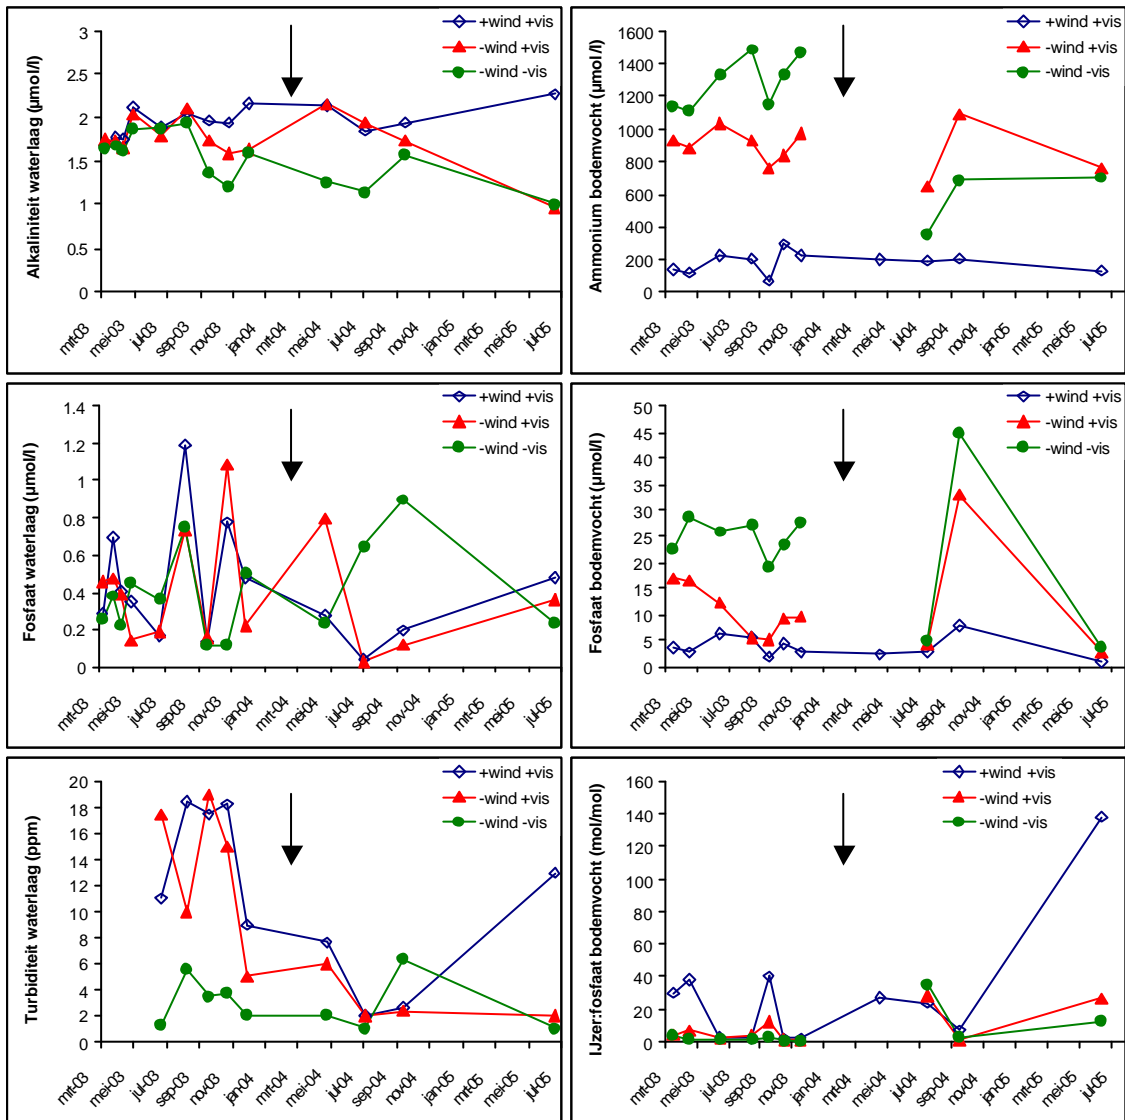 Alkaliniteit waterlaag (µmol/l)
3
2.5
2
1.5
1
0.5
0
+wind +vis
-wind +vis
-wind -vis
mrt-03 mei-03 jul-03 sep-03 nov-03 jan-04 mrt-04 mei-04 jul-04 sep-04 nov-04 jan-05 mrt-05 mei-05 jul-05
Ammonium bodemvocht (µmol/l)
1600
1400
1200
1000
800
600
400
200
0
+wind +vis
-wind +vis
-wind -vis
mrt-03 mei-03 jul-03 sep-03 nov-03 jan-04 mrt-04 mei-04 jul-04 sep-04 nov-04 jan-05 mrt-05 mei-05 jul-05
Fosfaat waterlaag (µmol/l)
1.4
1.2
1
0.8
0.6
0.4
0.2
0
+wind +vis
-wind +vis
-wind -vis
mrt-03 mei-03 jul-03 sep-03 nov-03 jan-04 mrt-04 mei-04 jul-04 sep-04 nov-04 jan-05 mrt-05 mei-05 jul-05
Fosfaat bodemvocht (µmol/l)
50
45
40
35
30
25
20
15
10
5
0
+wind +vis
-wind +vis
-wind -vis
mrt-03 mei-03 jul-03 sep-03 nov-03 jan-04 mrt-04 mei-04 jul-04 sep-04 nov-04 jan-05 mrt-05 mei-05 jul-05
Turbiditeit waterlaag (ppm)
20
18
16
14
12
10
8
6
4
2
0
+wind +vis
-wind +vis
-wind -vis
mrt-03 mei-03 jul-03 sep-03 nov-03 jan-04 mrt-04 mei-04 jul-04 sep-04 nov-04 jan-05 mrt-05 mei-05 jul-05
IJzer:fosfaat bodemvocht (mol/mol)
160
140
120
100
80
60
40
20
0
+wind +vis
-wind +vis
-wind -vis
mrt-03 mei-03 jul-03 sep-03 nov-03 jan-04 mrt-04 mei-04 jul-04 sep-04 nov-04 jan-05 mrt-05 mei-05 jul-05